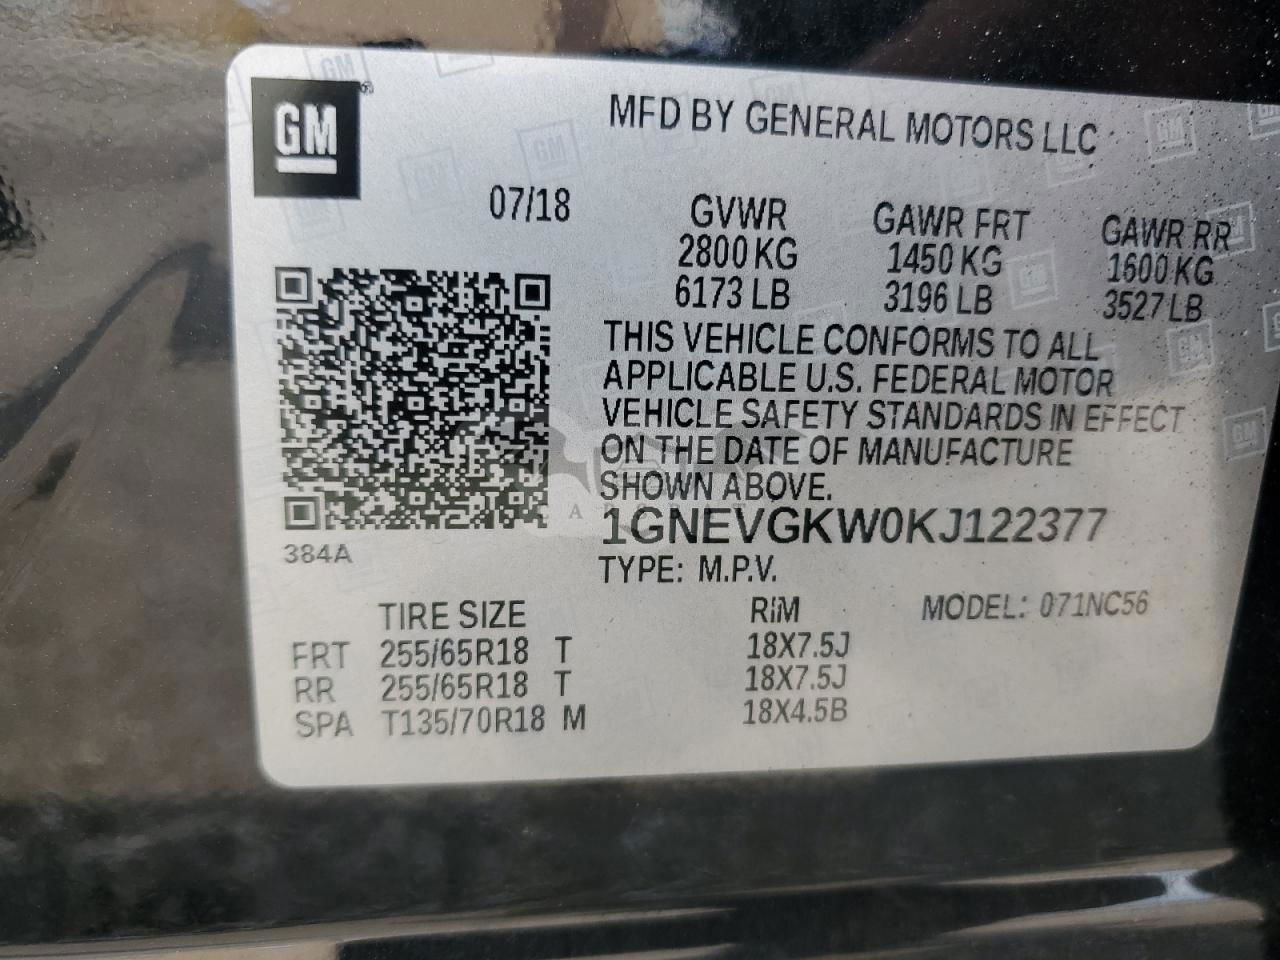 GM
MFD BY GENERAL MOTORS LLC
07/18
GVWR GAWR FRT GAWR RR
2800 KG 1450 KG 1600 KG
6173 LB 3196 LB 3527 LB
THIS VEHICLE CONFORMS TO ALL
APPLICABLE U.S. FEDERAL MOTOR
VEHICLE SAFETY STANDARDS IN EFFECT
ON THE DATE OF MANUFACTURE
SHOWN ABOVE.
1GNEVGKW0KJ122377
384A
TYPE: M.P.V.
TIRE SIZE RIM MODEL: 071NC56
FRT 255/65R18 T 18X7.5J
RR 255/65R18 T 18X7.5J
SPA T135/70R18 M 18X4.5B